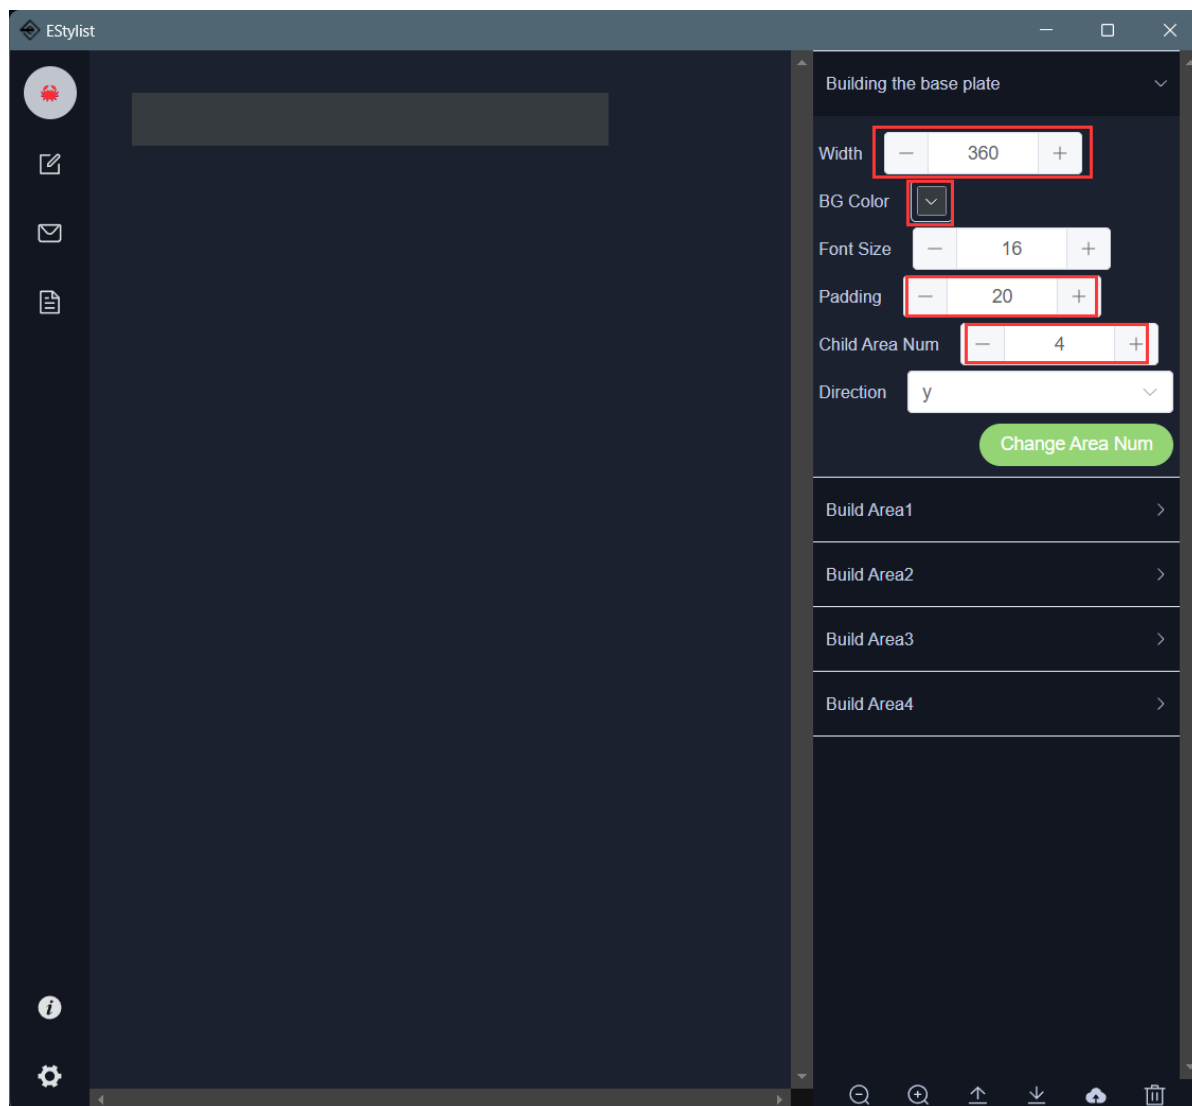 EStylist
Building the base plate
Width 360
BG Color
Font Size 16
Padding 20
Child Area Num 4
Direction y
Change Area Num
Build Area1
Build Area2
Build Area3
Build Area4